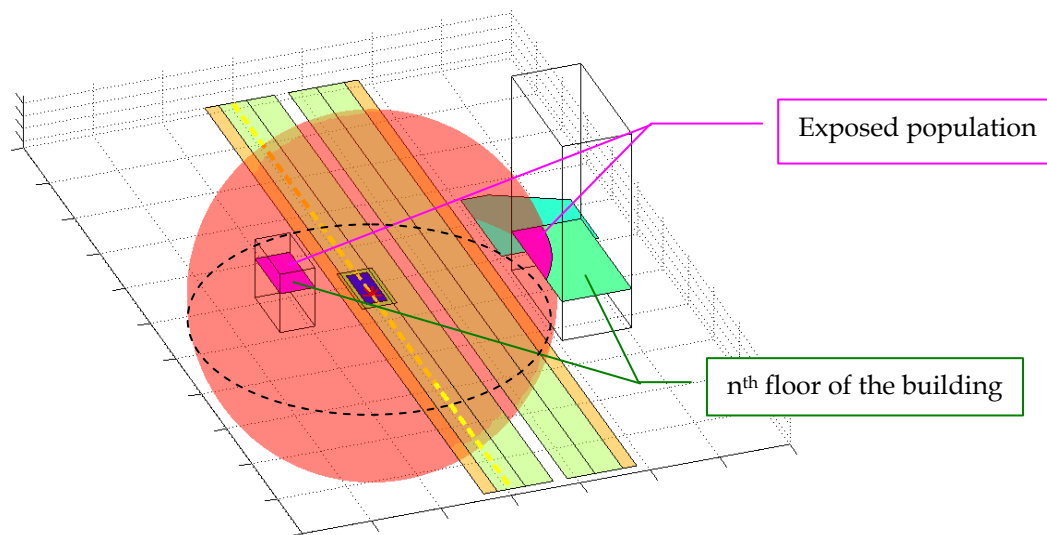 Exposed population
nth floor of the building